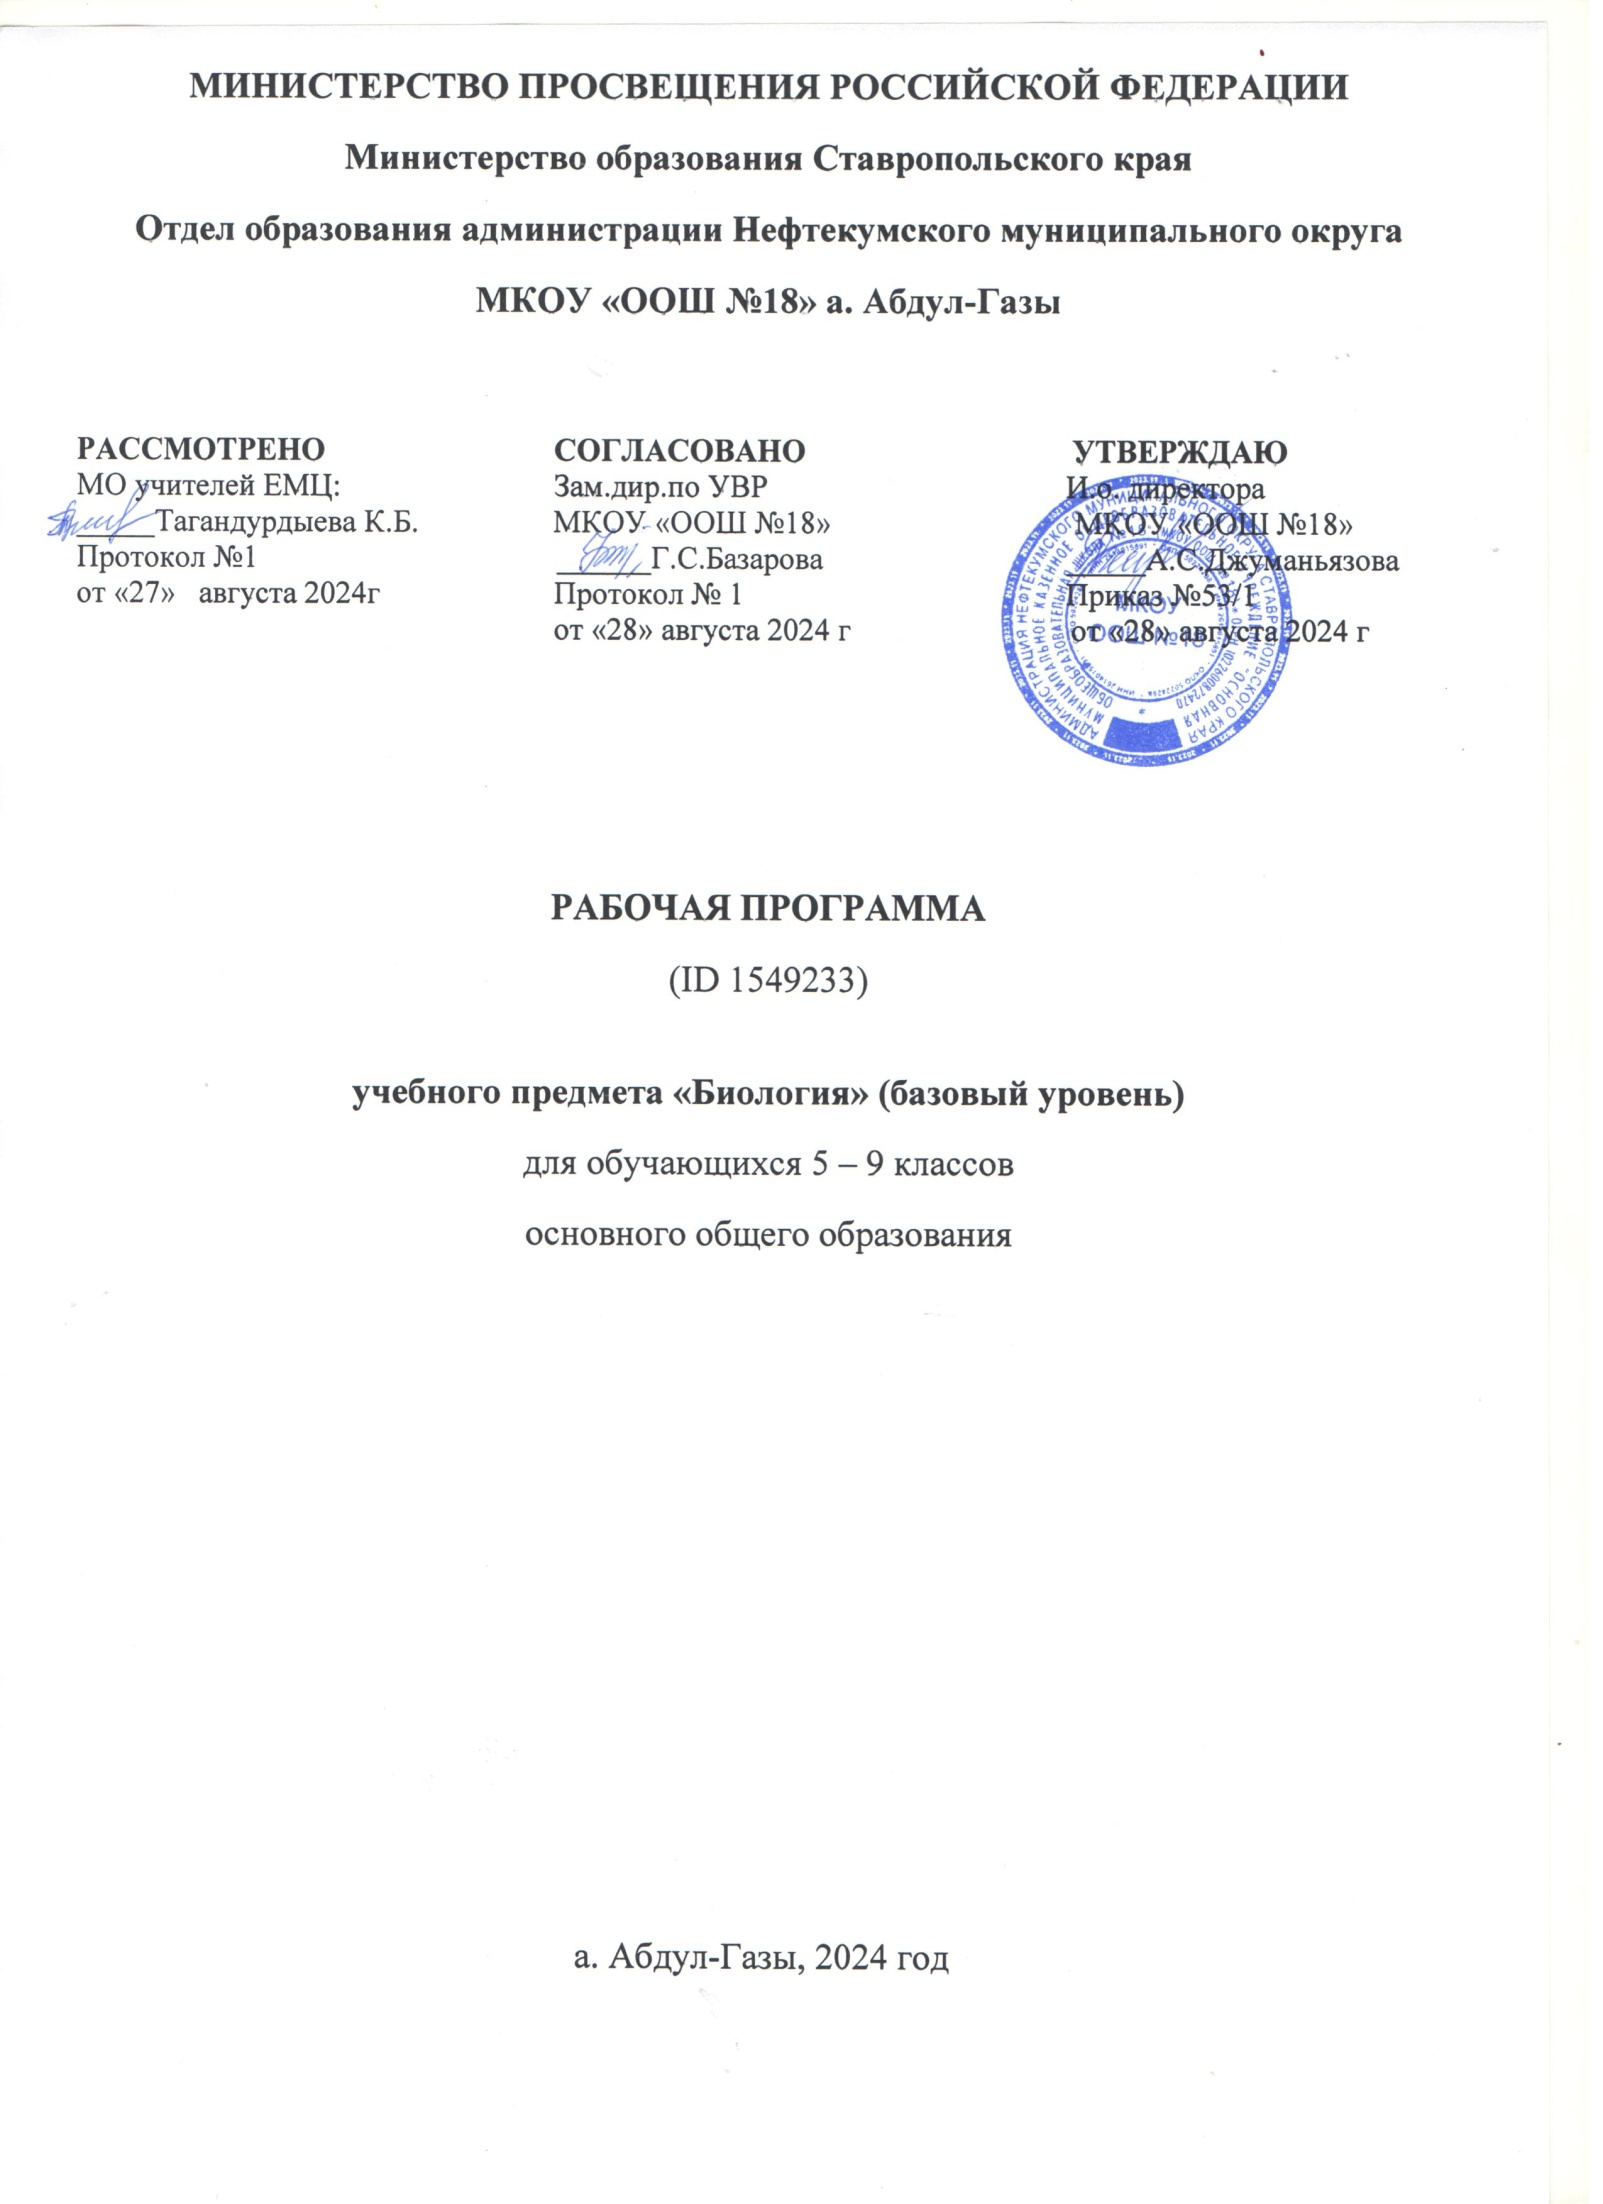 МИНИСТЕРСТВО ПРОСВЕЩЕНИЯ РОССИЙСКОЙ ФЕДЕРАЦИИ
Министерство образования Ставропольского края
Отдел образования администрации Нефтекумского муниципального округа
МКОУ «ООШ №18» а. Абдул-Газы
РАССМОТРЕНО
МО учителей ЕМЦ:
______Тагандурдыева К.Б.
Протокол №1
от «27» августа 2024г
СОГЛАСОВАНО
Зам.дир.по УВР
МКОУ «ООШ №18»
______Г.С.Базарова
Протокол № 1
от «28» августа 2024 г
УТВЕРЖДАЮ
И.о. директора
МКОУ «ООШ №18»
_____А.С.Джуманьязова
Приказ №53/1
от «28» августа 2024 г
МКОУ
ООШ №18
РАБОЧАЯ ПРОГРАММА
(ID 1549233)
учебного предмета «Биология» (базовый уровень)
для обучающихся 5 – 9 классов
основного общего образования
а. Абдул-Газы, 2024 год